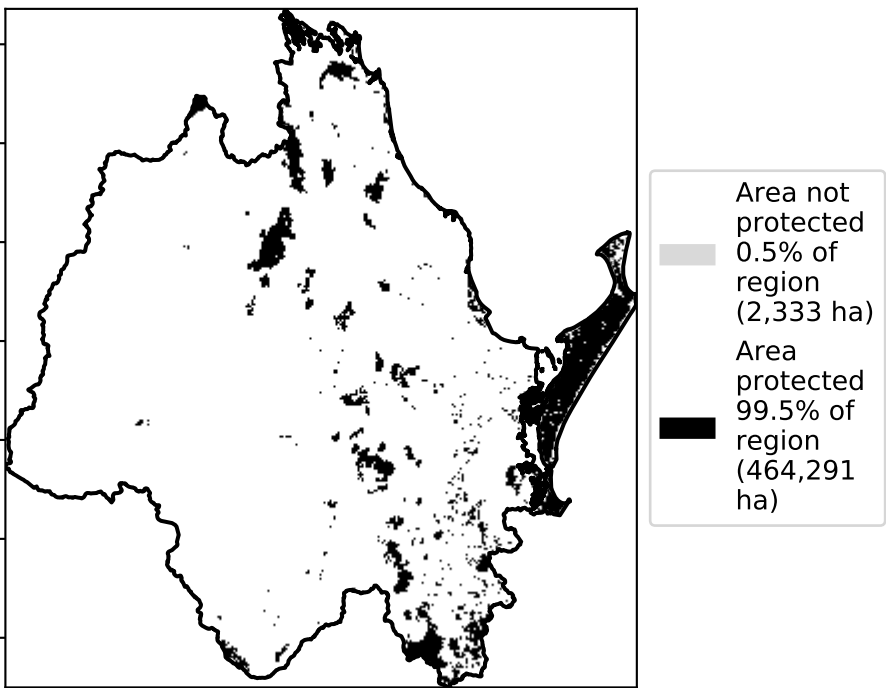 Area not
protected
0.5% of
region
(2,333 ha)
Area
protected
99.5% of
region
(464,291
ha)